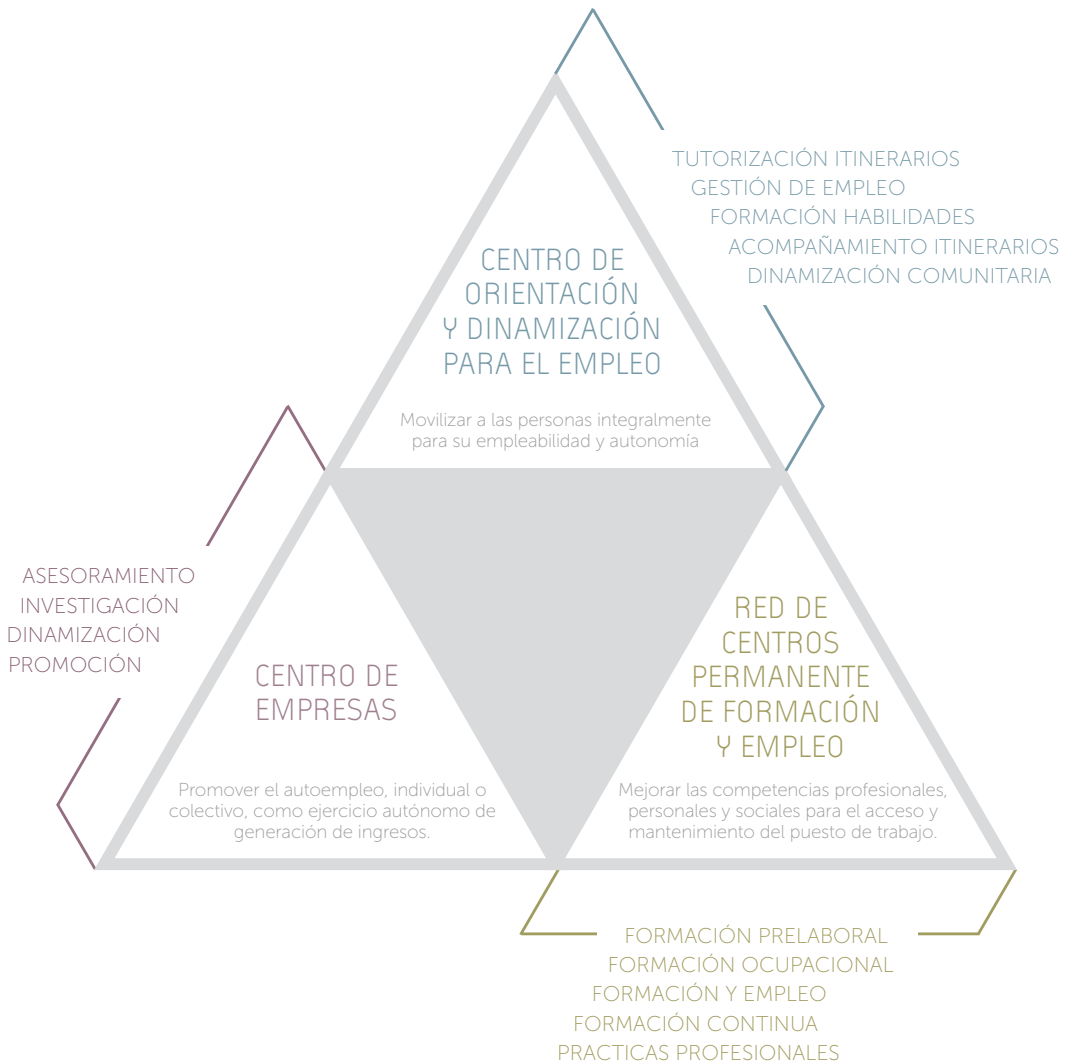 TUTORIZACIÓN ITINERARIOS
GESTIÓN DE EMPLEO
FORMACIÓN HABILIDADES
ACOMPAÑAMIENTO ITINERARIOS
DINAMIZACIÓN COMUNITARIA
CENTRO DE
ORIENTACIÓN
Y DINAMIZACIÓN
PARA EL EMPLEO
Movilizar a las personas integralmente
para su empleabilidad y autonomía
ASESORAMIENTO
INVESTIGACIÓN
DINAMIZACIÓN
PROMOCIÓN
CENTRO DE
EMPRESAS
Promover el autoempleo, individual o
colectivo, como ejercicio autónomo de
generación de ingresos.
RED DE
CENTROS
PERMANENTE
DE FORMACIÓN
Y EMPLEO
Mejorar las competencias profesionales,
personales y sociales para el acceso y
mantenimiento del puesto de trabajo.
FORMACIÓN PRELABORAL
FORMACIÓN OCUPACIONAL
FORMACIÓN Y EMPLEO
FORMACIÓN CONTINUA
PRACTICAS PROFESIONALES